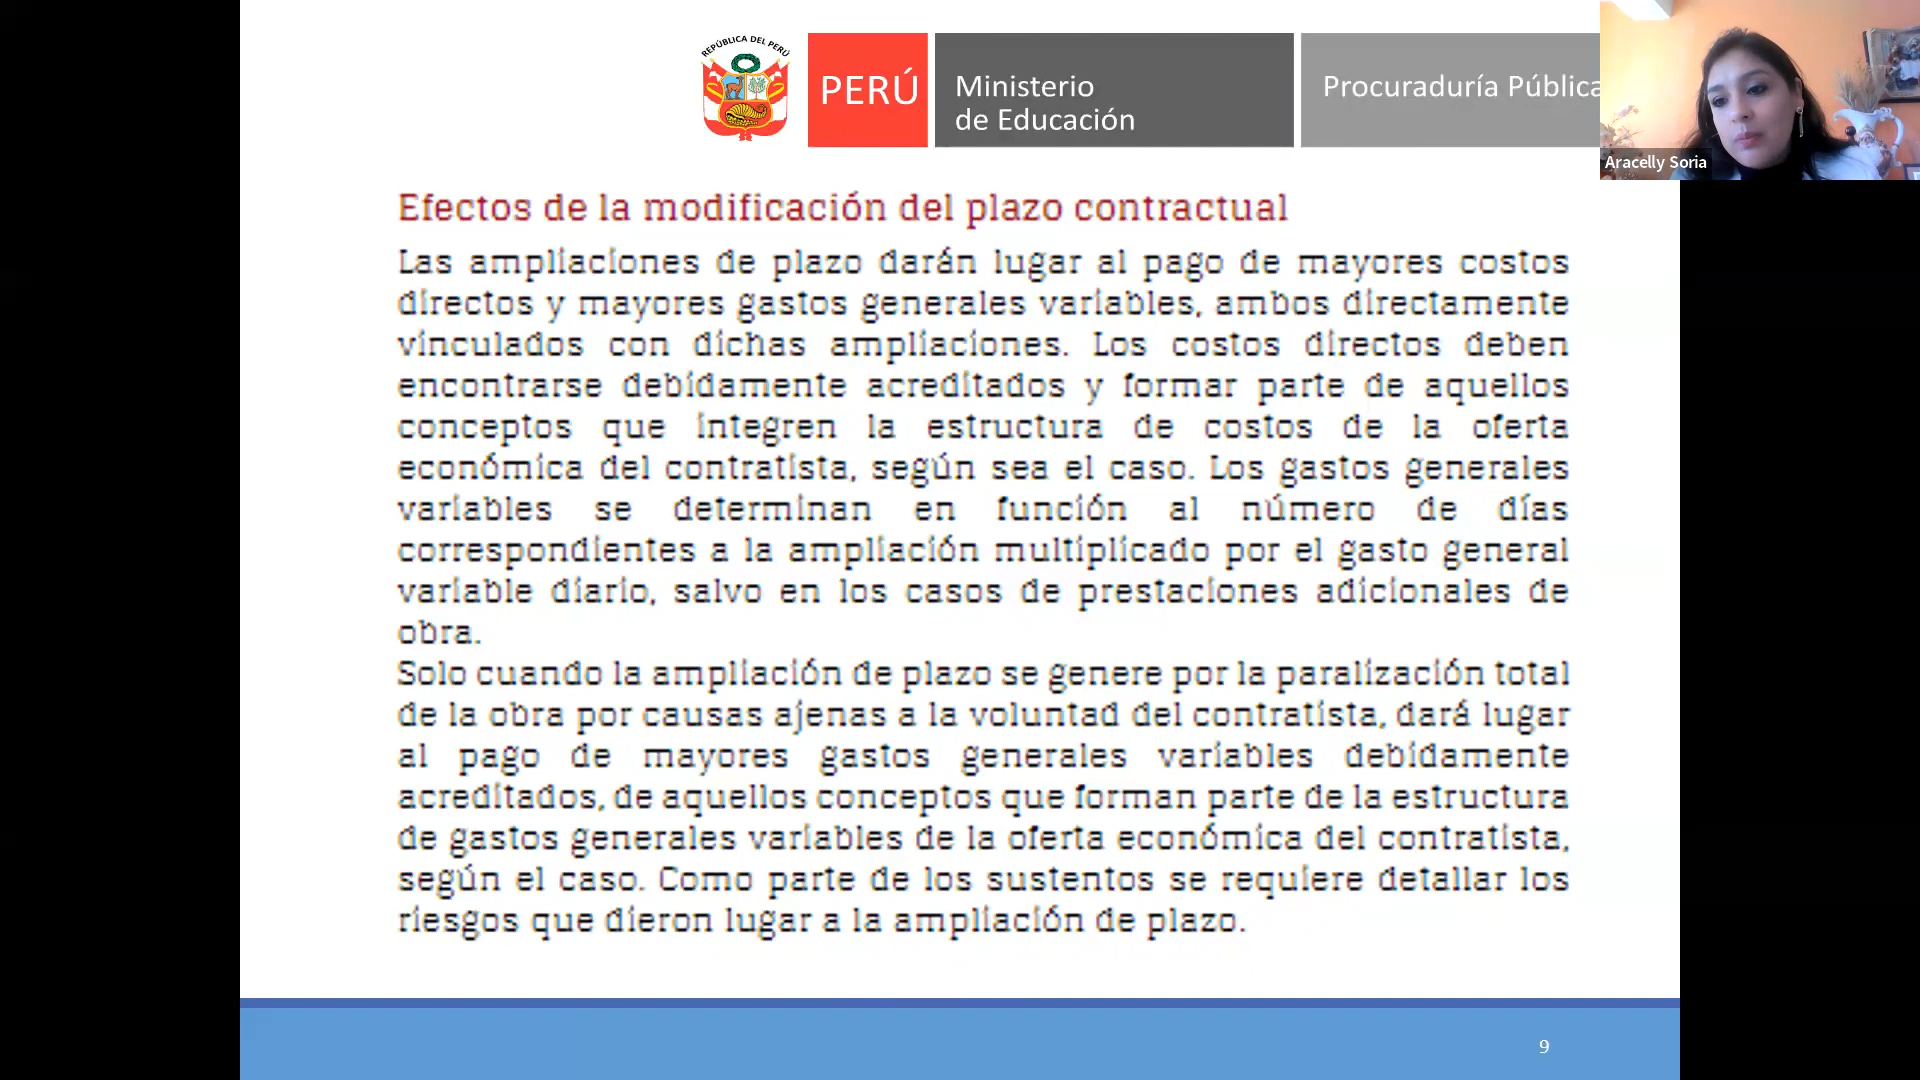 REPÚBLICA DEL PERÚ
PERÚ
Ministerio
de Educación
Procuraduría Pública
Aracelly Soria
Efectos de la modificación del plazo contractual
Las ampliaciones de plazo darán lugar al pago de mayores costos
directos y mayores gastos generales variables, ambos directamente
vinculados con dichas ampliaciones. Los costos directos deben
encontrarse debidamente acreditados y formar parte de aquellos
conceptos que integren la estructura de costos de la oferta
económica del contratista, según sea el caso. Los gastos generales
variables se determinan en función al número de días
correspondientes a la ampliación multiplicado por el gasto general
variable diario, salvo en los casos de prestaciones adicionales de
obra.
Solo cuando la ampliación de plazo se genere por la paralización total
de la obra por causas ajenas a la voluntad del contratista, dará lugar
al pago de mayores gastos generales variables debidamente
acreditados, de aquellos conceptos que forman parte de la estructura
de gastos generales variables de la oferta económica del contratista,
según el caso. Como parte de los sustentos se requiere detallar los
riesgos que dieron lugar a la ampliación de plazo.
9